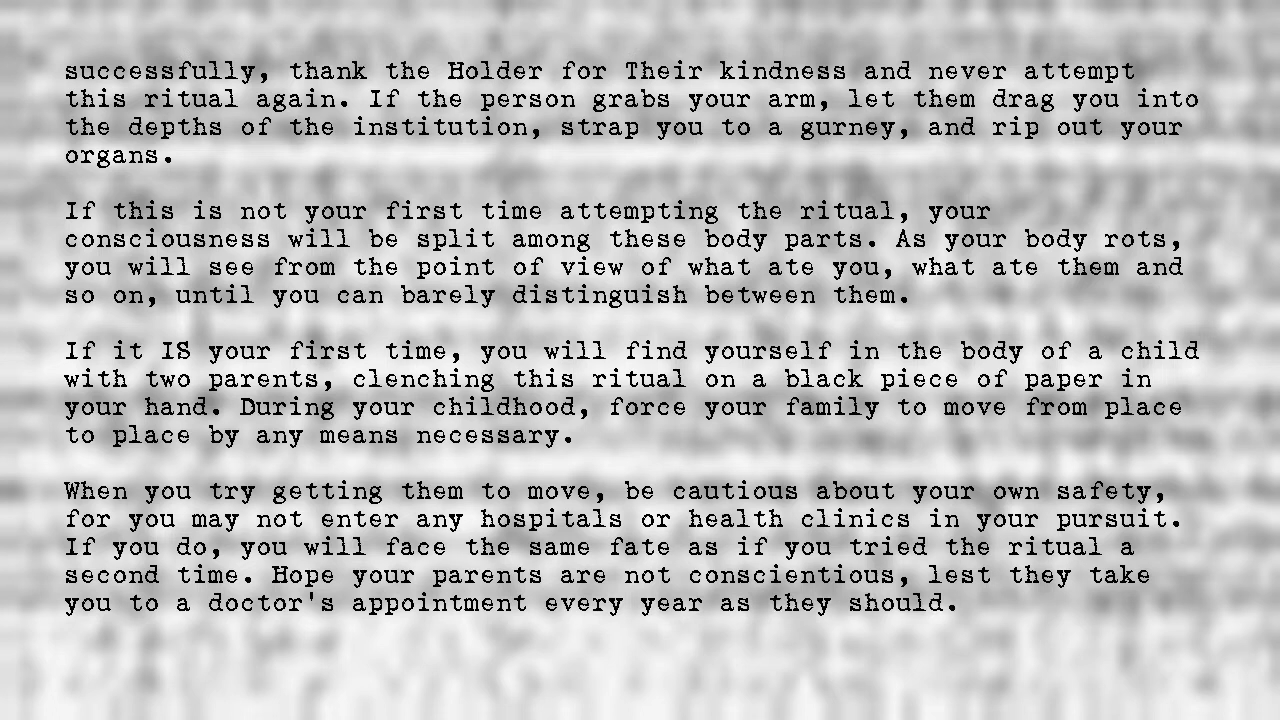 successfully, thank the Holder for Their kindness and never attempt
this ritual again. If the person grabs your arm, let them drag you into
the depths of the institution, strap you to a gurney, and rip out your
organs.
If this is not your first time attempting the ritual, your
consciousness will be split among these body parts. As your body rots,
you will see from the point of view of what ate you, what ate them and
so on, until you can barely distinguish between them.
If it IS your first time, you will find yourself in the body of a child
with two parents, clenching this ritual on a black piece of paper in
your hand. During your childhood, force your family to move from place
to place by any means necessary.
When you try getting them to move, be cautious about your own safety,
for you may not enter any hospitals or health clinics in your pursuit.
If you do, you will face the same fate as if you tried the ritual a
second time. Hope your parents are not conscientious, lest they take
you to a doctor's appointment every year as they should.